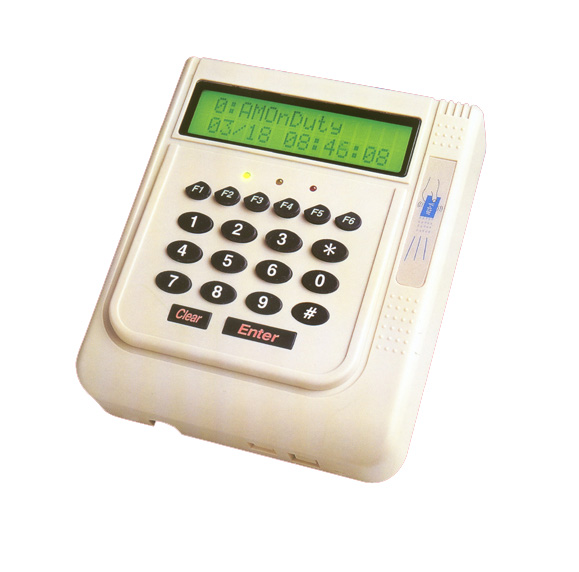 0:AMOnDuty
03/18 08:46:08
F1 F2 F3 F4 F5 F6
1 2 3 *
4 5 6 0
7 8 9 #
Clear Enter